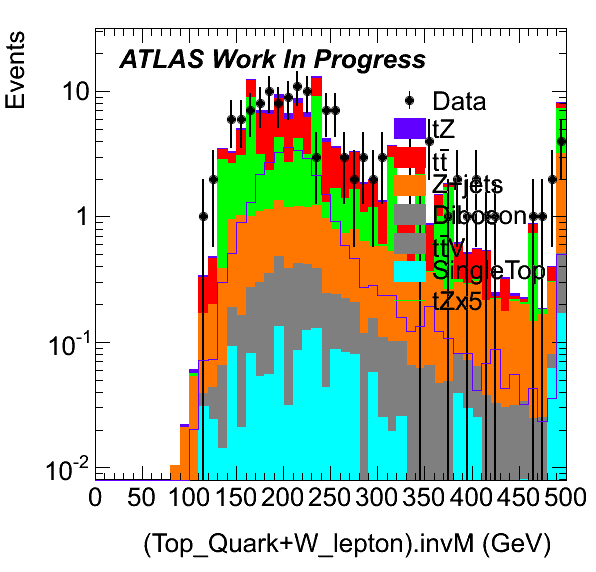 Events
ATLAS Work In Progress
Data
tZ
tt̄
Z+jets
Diboson
tt̄V
SingleTop
tZx5
10
1
10⁻¹
10⁻²
0 50 100 150 200 250 300 350 400 450 500
(Top_Quark+W_lepton).invM (GeV)